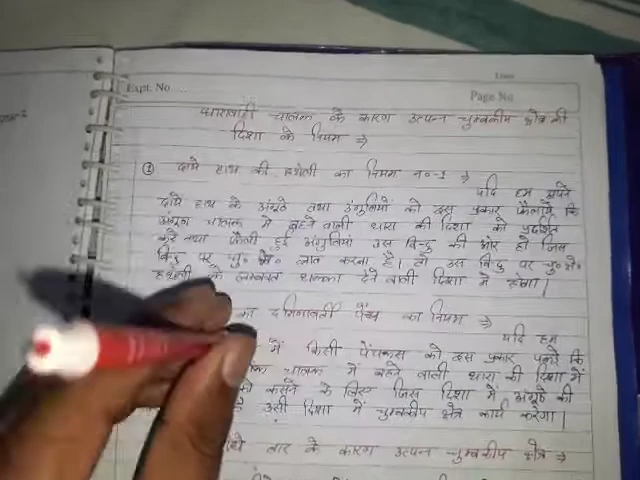 Expt. No....
Date
Page No.
धारावाही चालक के कारण उत्पन्न चुम्बकीय क्षेत्र की
दिशा के नियम ⇒
① दांये हाथ की हथेली का नियम न०-1 ⇒
यदि हम अपने
दांये हाथ के अंगूठे तथा उंगुलियों को इस प्रकार फैलाये कि
अंगूठा चालक में बहने वाली धारा की दिशा को प्रदर्शित
करे तथा फैली हुई अंगुलियां उस बिन्दु की ओर हो जिस
बिंदु पर चु० क्षे० ज्ञात करना है। तो उस बिंदु पर चु० क्षे०
हथेली के लम्बवत धक्का देने वाली दिशा में होगा।
का दक्षिणावर्ती पेंच का नियम ⇒
यदि हम
में किसी पेंचकस को इस प्रकार पकड़े कि
चालक में बहने वाली धारा की दिशा में
को कसने के लिए जिस दिशा में अंगूठे की
है उसी दिशा में चुम्बकीय क्षेत्र कार्य करेगा।
तार के कारण उत्पन्न चुम्बकीय क्षेत्र ⇒